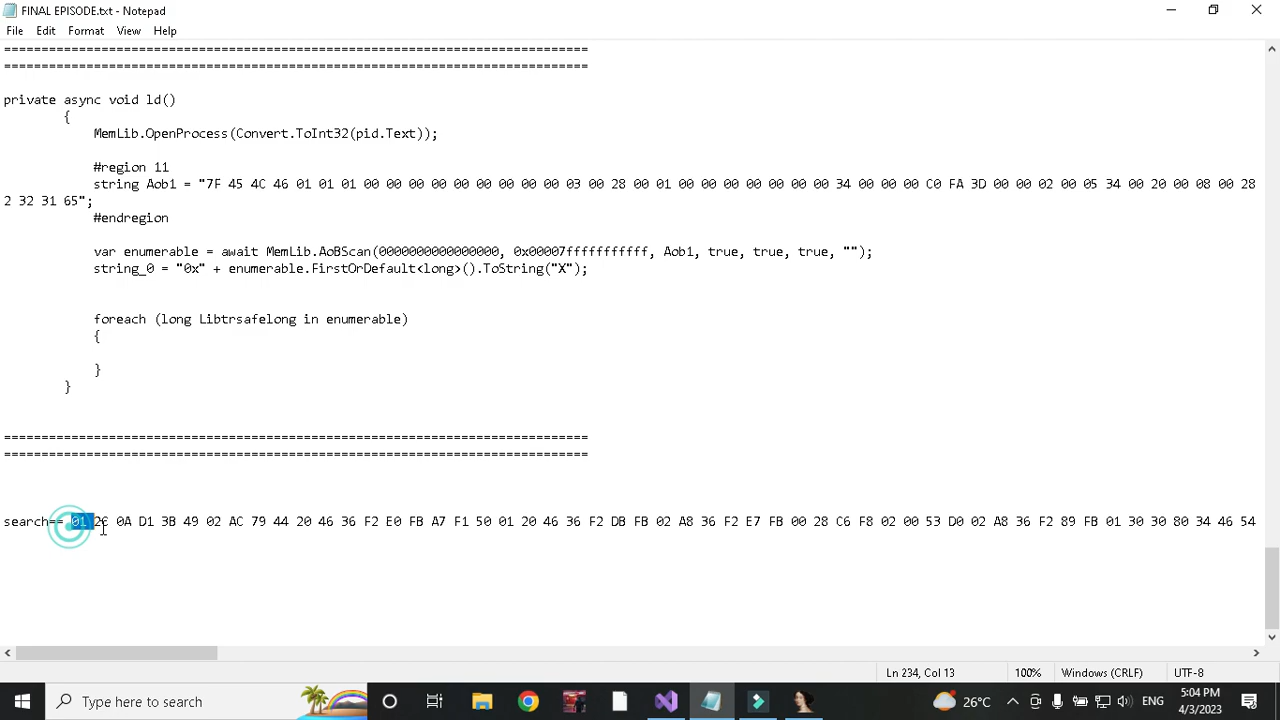 FINAL EPISODE.txt - Notepad
File Edit Format View Help
==============================================================================
==============================================================================
private async void ld()
{
MemLib.OpenProcess(Convert.ToInt32(pid.Text));
#region 11
string Aob1 = "7F 45 4C 46 01 01 01 00 00 00 00 00 00 00 00 00 03 00 28 00 01 00 00 00 00 00 00 00 34 00 00 00 C0 FA 3D 00 00 02 00 05 34 00 20 00 08 00 28
2 32 31 65";
#endregion
var enumerable = await MemLib.AoBScan(0000000000000000, 0x00007fffffffffff, Aob1, true, true, true, "");
string_0 = "0x" + enumerable.FirstOrDefault<long>().ToString("X");
foreach (long Libtrsafelong in enumerable)
{
}
}
==============================================================================
==============================================================================
search== 01 2C 0A D1 3B 49 02 AC 79 44 20 46 36 F2 E0 FB A7 F1 50 01 20 46 36 F2 DB FB 02 A8 36 F2 E7 FB 00 28 C6 F8 02 00 53 D0 02 A8 36 F2 89 FB 01 30 30 80 34 46 54
Ln 234, Col 13 100% Windows (CRLF) UTF-8
Type here to search
26°C
ENG
5:04 PM
4/3/2023